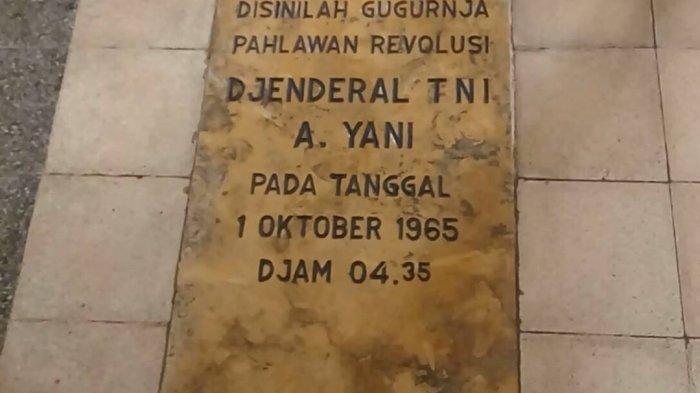 DISINILAH GUGURNJA
PAHLAWAN REVOLUSI
DJENDERAL TNI
A. YANI
PADA TANGGAL
1 OKTOBER 1965
DJAM 04.35